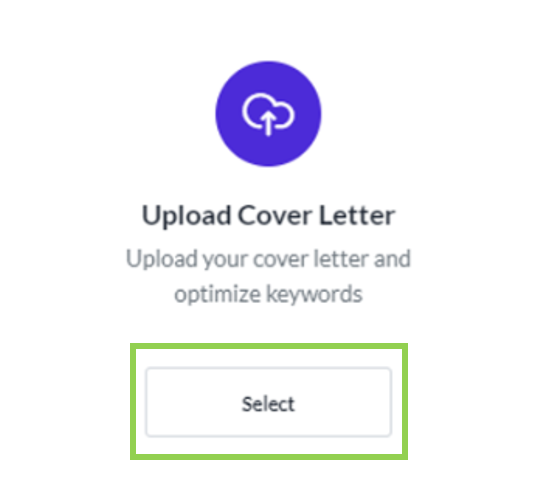 Upload Cover Letter
Upload your cover letter and
optimize keywords
Select